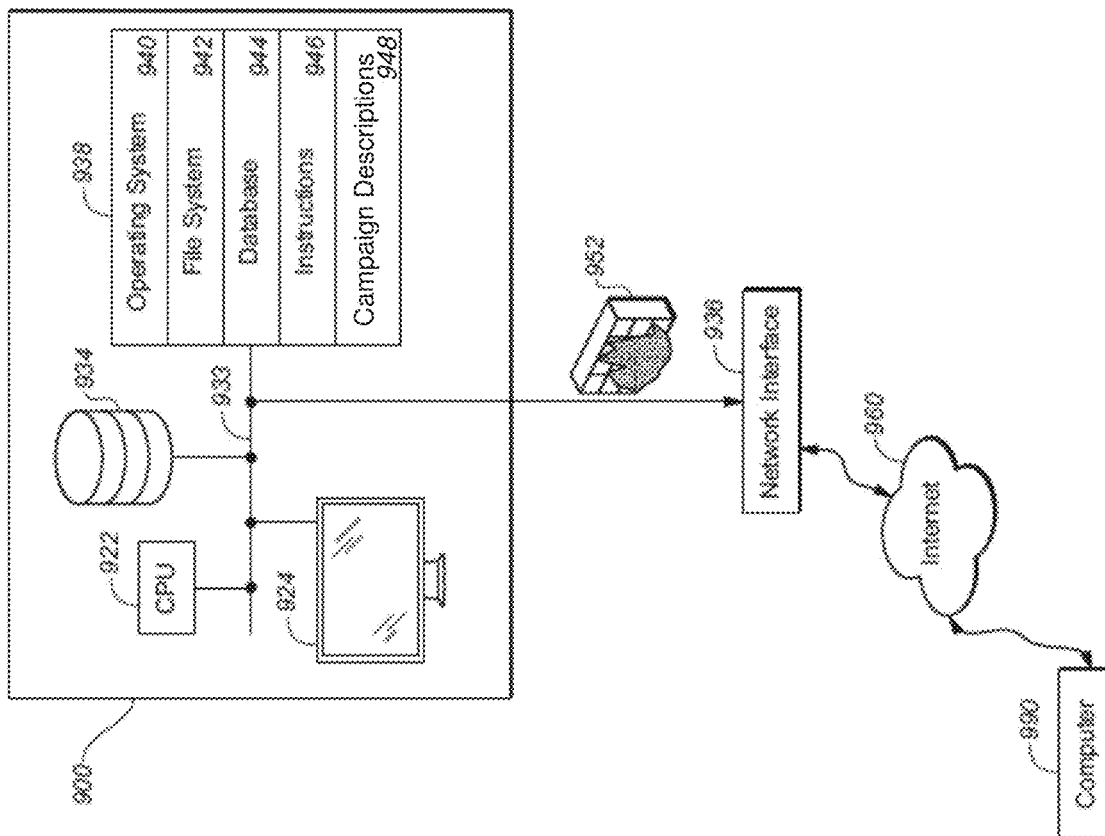 900
CPU
922
924
934
933
938
Operating System 940
File System 942
Database 944
Instructions 946
Campaign Descriptions
948
952
Network Interface
936
Internet
960
Computer
990